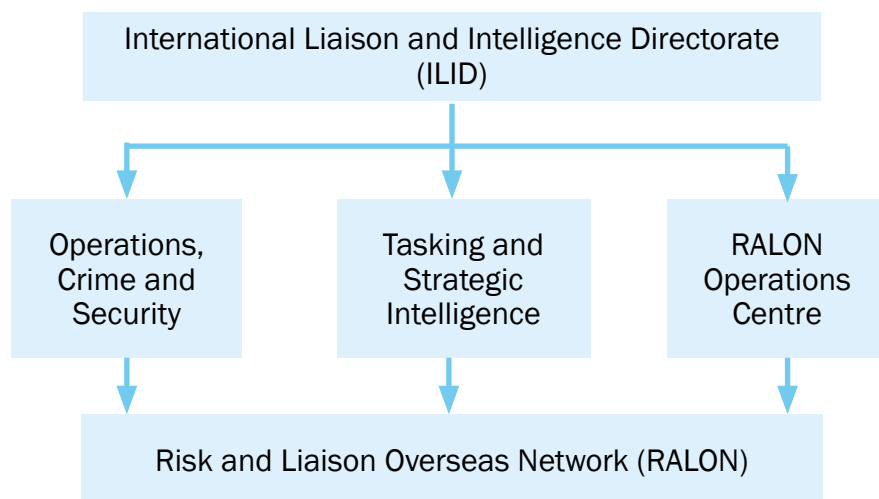 International Liaison and Intelligence Directorate
(ILID)
Operations,
Crime and
Security
Tasking and
Strategic
Intelligence
RALON
Operations
Centre
Risk and Liaison Overseas Network (RALON)